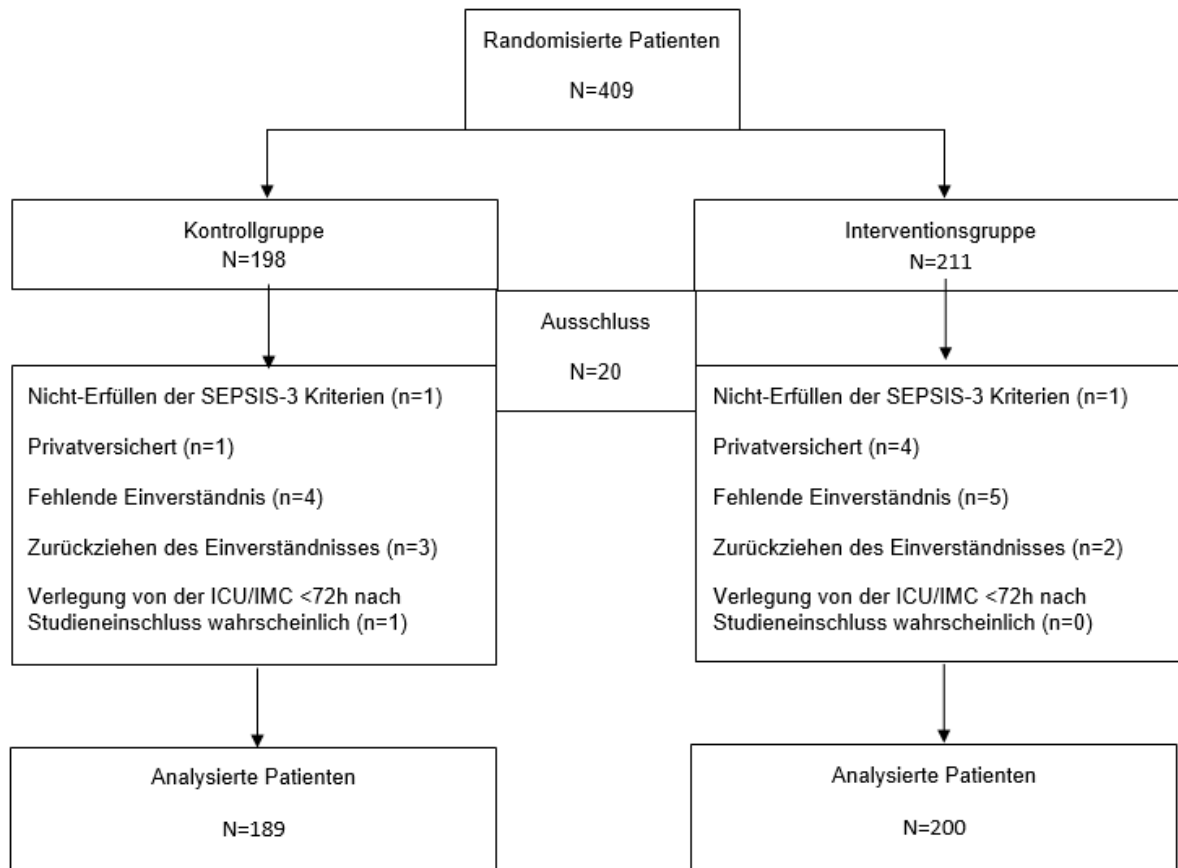 Randomisierte Patienten
N=409
Kontrollgruppe
N=198
Interventionsgruppe
N=211
Ausschluss
N=20
Nicht-Erfüllen der SEPSIS-3 Kriterien (n=1)
Privatversichert (n=1)
Fehlende Einverständnis (n=4)
Zurückziehen des Einverständnisses (n=3)
Verlegung von der ICU/IMC <72h nach
Studieneinschluss wahrscheinlich (n=1)
Nicht-Erfüllen der SEPSIS-3 Kriterien (n=1)
Privatversichert (n=4)
Fehlende Einverständnis (n=5)
Zurückziehen des Einverständnisses (n=2)
Verlegung von der ICU/IMC <72h nach
Studieneinschluss wahrscheinlich (n=0)
Analysierte Patienten
N=189
Analysierte Patienten
N=200